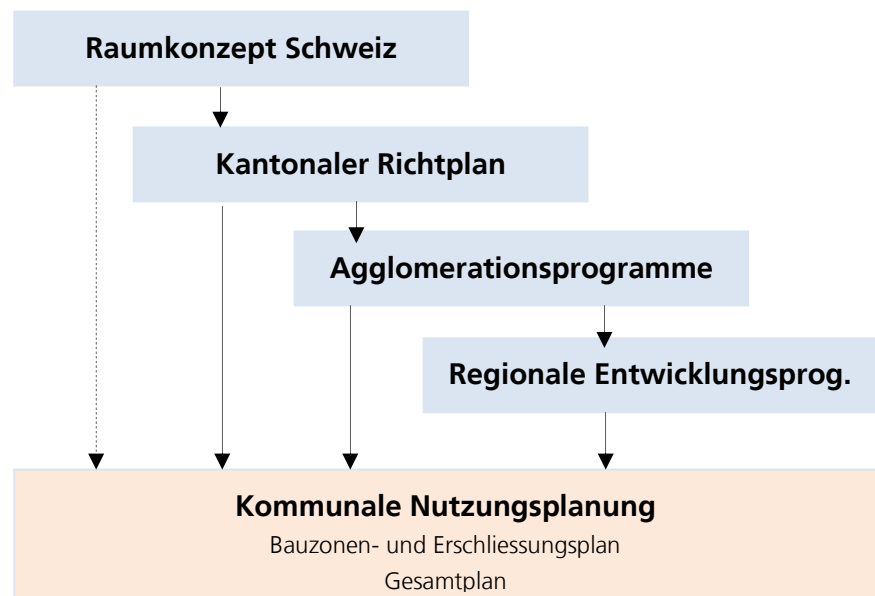 Raumkonzept Schweiz
Kantonaler Richtplan
Agglomerationsprogramme
Regionale Entwicklungsprog.
Kommunale Nutzungsplanung
Bauzonen- und Erschliessungsplan
Gesamtplan